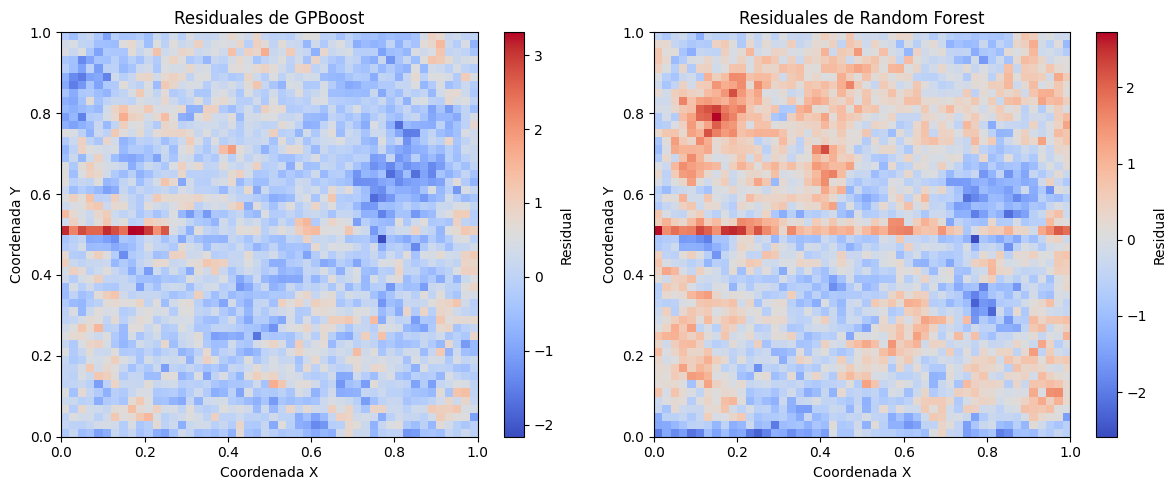 Residuales de GPBoost
Coordenada Y
1.0
0.8
0.6
0.4
0.2
0.0
0.0 0.2 0.4 0.6 0.8 1.0
Coordenada X
3
2
1
0
−1
−2
Residual
Residuales de Random Forest
Coordenada Y
1.0
0.8
0.6
0.4
0.2
0.0
0.0 0.2 0.4 0.6 0.8 1.0
Coordenada X
2
1
0
−1
−2
Residual